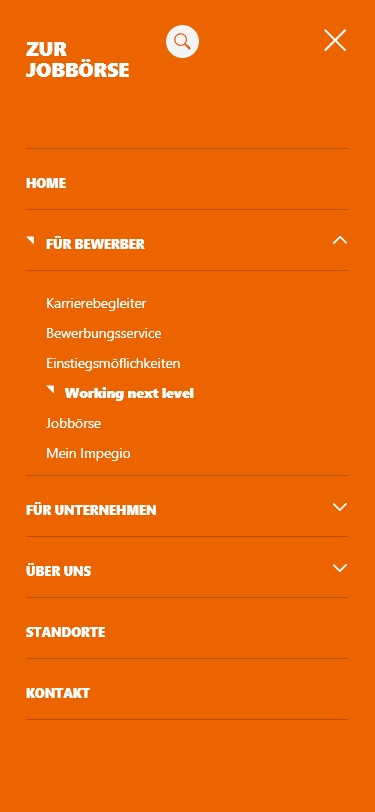 ZUR
JOBBÖRSE
HOME
FÜR BEWERBER
Karrierebegleiter
Bewerbungsservice
Einstiegsmöflichkeiten
Working next level
Jobbörse
Mein Impegio
FÜR UNTERNEHMEN
ÜBER UNS
STANDORTE
KONTAKT